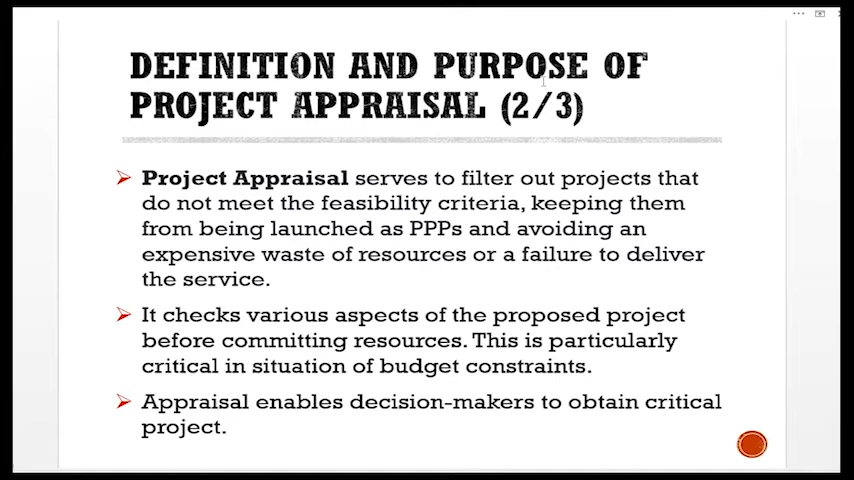 DEFINITION AND PURPOSE OF
PROJECT APPRAISAL (2/3)
Project Appraisal serves to filter out projects that
do not meet the feasibility criteria, keeping them
from being launched as PPPs and avoiding an
expensive waste of resources or a failure to deliver
the service.
It checks various aspects of the proposed project
before committing resources. This is particularly
critical in situation of budget constraints.
Appraisal enables decision-makers to obtain critical
project.